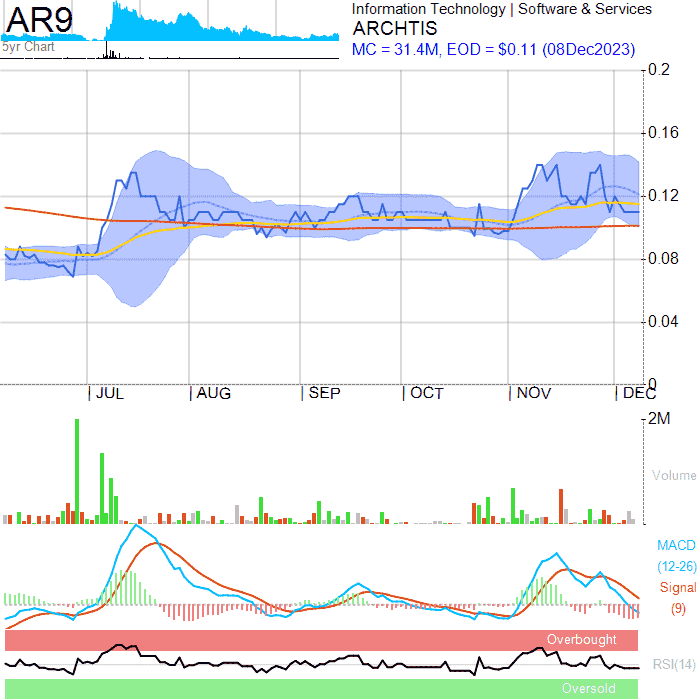 AR9
5yr Chart
Information Technology | Software & Services
ARCHTIS
MC = 31.4M, EOD = $0.11 (08Dec2023)
0.2
0.16
0.12
0.08
0.04
0
JUL
AUG
SEP
OCT
NOV
DEC
2M
Volume
MACD
(12-26)
Signal
(9)
Overbought
RSI(14)
Oversold